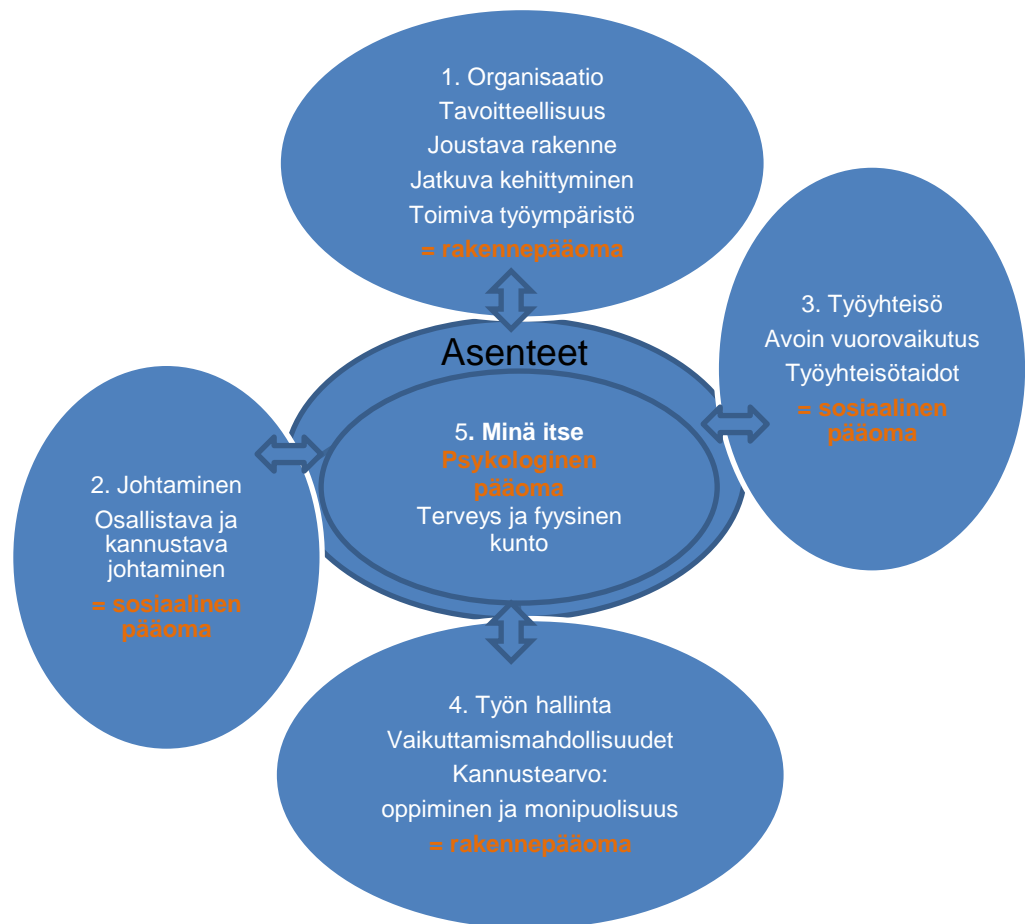 1. Organisaatio
Tavoitteellisuus
Joustava rakenne
Jatkuva kehittyminen
Toimiva työympäristö
= rakennepääoma
3. Työyhteisö
Avoin vuorovaikutus
Työyhteisötaidot
= sosiaalinen
pääoma
Asenteet
5. Minä itse
Psykologinen
pääoma
Terveys ja fyysinen
kunto
2. Johtaminen
Osallistava ja
kannustava
johtaminen
= sosiaalinen
pääoma
4. Työn hallinta
Vaikuttamismahdollisuudet
Kannustearvo:
oppiminen ja monipuolisuus
= rakennepääoma